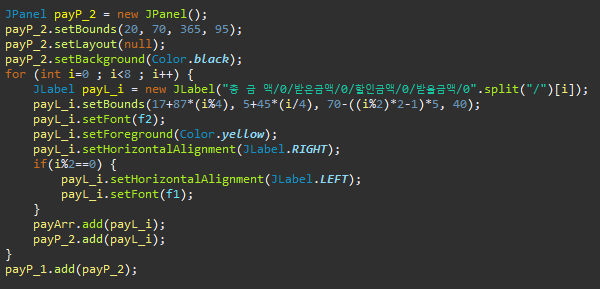 JPanel payP_2 = new JPanel();
payP_2.setBounds(20, 70, 365, 95);
payP_2.setLayout(null);
payP_2.setBackground(Color.black);
for (int i=0 ; i<8 ; i++) {
JLabel payL_i = new JLabel("총 금 액/0/받은금액/0/할인금액/0/받을금액/0".split("/")[i]);
payL_i.setBounds(17+87*(i%4), 5+45*(i/4), 70-((i%2)*2-1)*5, 40);
payL_i.setFont(f2);
payL_i.setForeground(Color.yellow);
payL_i.setHorizontalAlignment(JLabel.RIGHT);
if(i%2==0) {
payL_i.setHorizontalAlignment(JLabel.LEFT);
payL_i.setFont(f1);
}
payArr.add(payL_i);
payP_2.add(payL_i);
}
payP_1.add(payP_2);